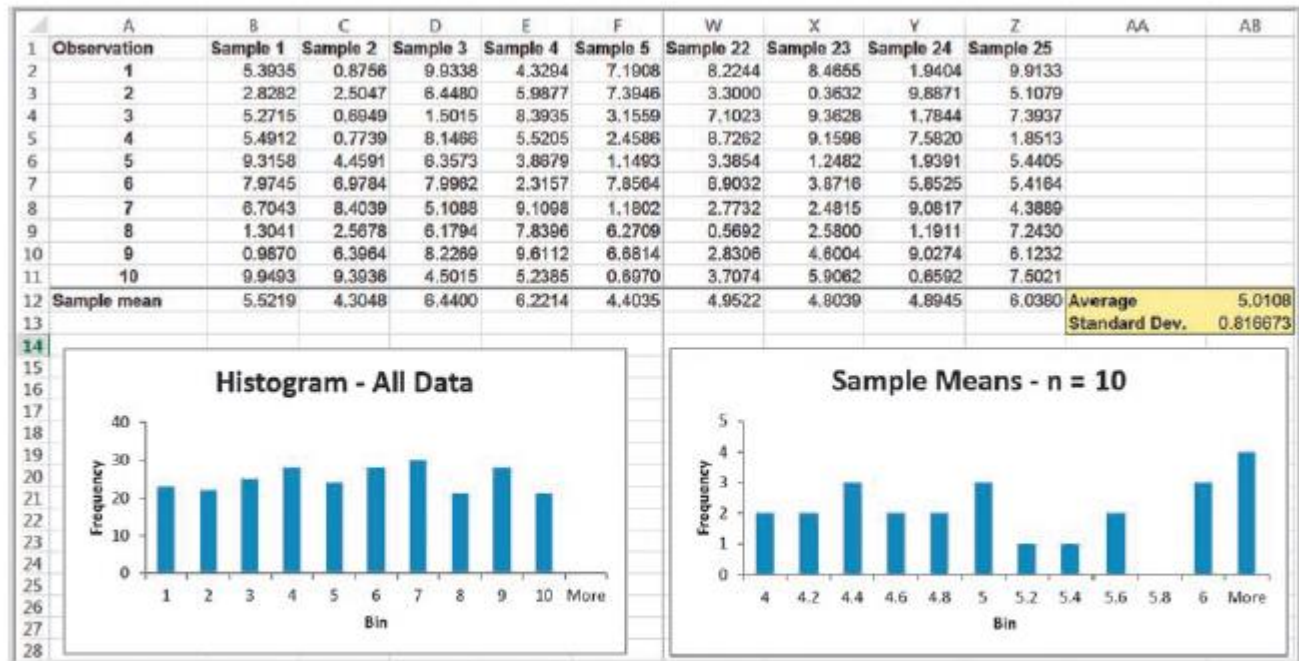 A B C D E F W X Y Z AA AB
1 Observation Sample 1 Sample 2 Sample 3 Sample 4 Sample 5 Sample 22 Sample 23 Sample 24 Sample 25
2 1 5.3935 0.8756 9.9338 4.3294 7.1908 8.2244 8.4655 1.9404 9.9133
3 2 2.8282 2.5047 6.4480 5.9877 7.3946 3.3000 0.3632 9.8871 5.1079
4 3 5.2715 0.6949 1.5015 8.3935 3.1559 7.1023 9.3628 1.7844 7.3937
5 4 5.4912 0.7739 8.1466 5.5205 2.4586 8.7262 9.1598 7.5820 1.8513
6 5 9.3158 4.4591 6.3573 3.8679 1.1493 3.3854 1.2482 1.9391 5.4405
7 6 7.9745 6.9784 7.9962 2.3157 7.8564 8.9032 3.8716 5.8525 5.4164
8 7 6.7043 8.4039 5.1088 9.1098 1.1802 2.7732 2.4815 9.0817 4.3889
9 8 1.3041 2.5678 6.1794 7.8396 6.2709 0.5692 2.5800 1.1911 7.2430
10 9 0.9870 6.3964 8.2269 9.6112 6.6814 2.8306 4.6004 9.0274 6.1232
11 10 9.9493 9.3936 4.5015 5.2385 0.6970 3.7074 5.9062 0.6592 7.5021
12 Sample mean 5.5219 4.3048 6.4400 6.2214 4.4035 4.9522 4.8039 4.8945 6.0380 Average 5.0108
13 Standard Dev. 0.816673
14
15
16
17
18
19
20
21
22
23
24
25
26
27
28
Histogram - All Data
Frequency
40
30
20
10
0
1 2 3 4 5 6 7 8 9 10 More
Bin
Sample Means - n = 10
Frequency
5
4
3
2
1
0
4 4.2 4.4 4.6 4.8 5 5.2 5.4 5.6 5.8 6 More
Bin